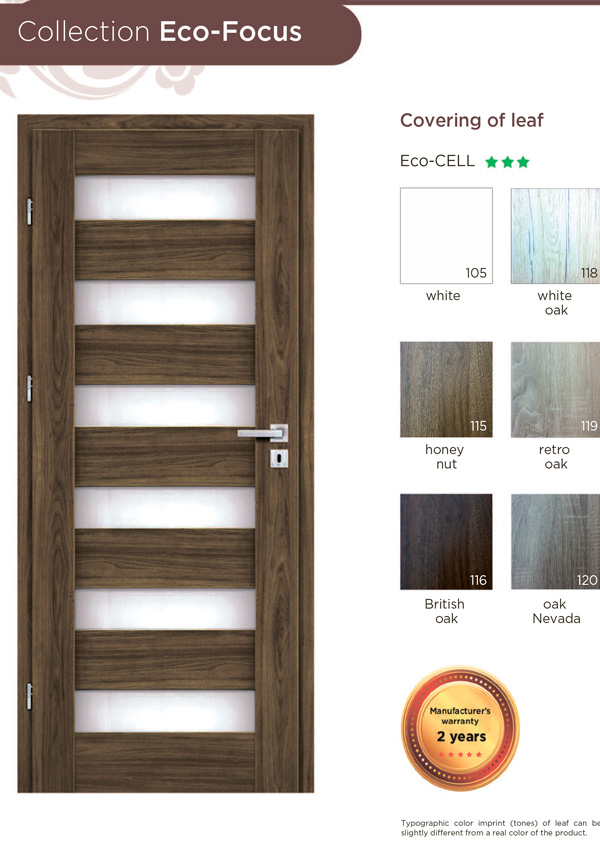 Collection Eco-Focus
Covering of leaf
Eco-CELL
105
118
white
white
oak
115
119
honey
nut
retro
oak
116
120
British
oak
oak
Nevada
Manufacturer's
warranty
2 years
Typographic color imprint (tones) of leaf can be
slightly different from a real color of the product.